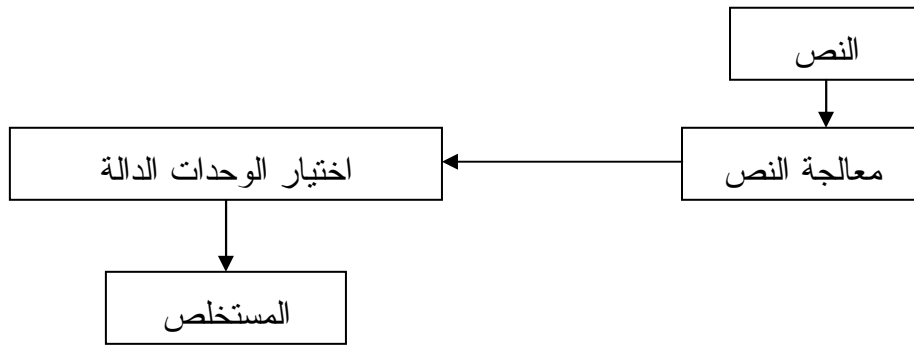 النص
معالجة النص
اختيار الوحدات الدالة
المستخلص